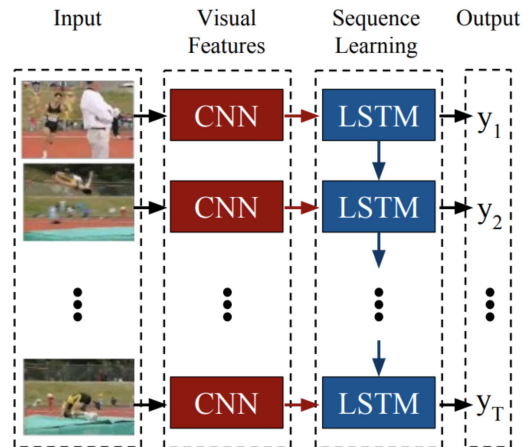 Input
Visual Features
Sequence Learning
Output
CNN
LSTM
y1
CNN
LSTM
y2
CNN
LSTM
yT